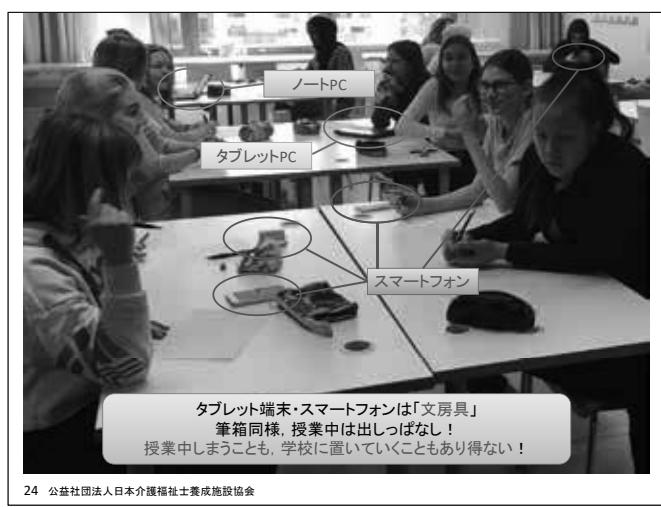 ノートPC
タブレットPC
スマートフォン
タブレット端末・スマートフォンは「文房具」
筆箱同様，授業中は出しっぱなし！
授業中しまうことも，学校に置いていくこともあり得ない！
24 公益社団法人日本介護福祉士養成施設協会